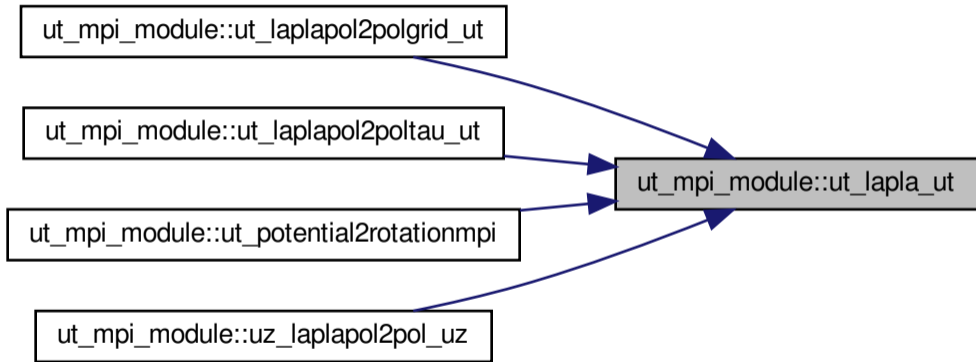 ut_mpi_module::ut_laplapol2polgrid_ut
ut_mpi_module::ut_laplapol2poltau_ut
ut_mpi_module::ut_lapla_ut
ut_mpi_module::ut_potential2rotationmpi
ut_mpi_module::uz_laplapol2pol_uz